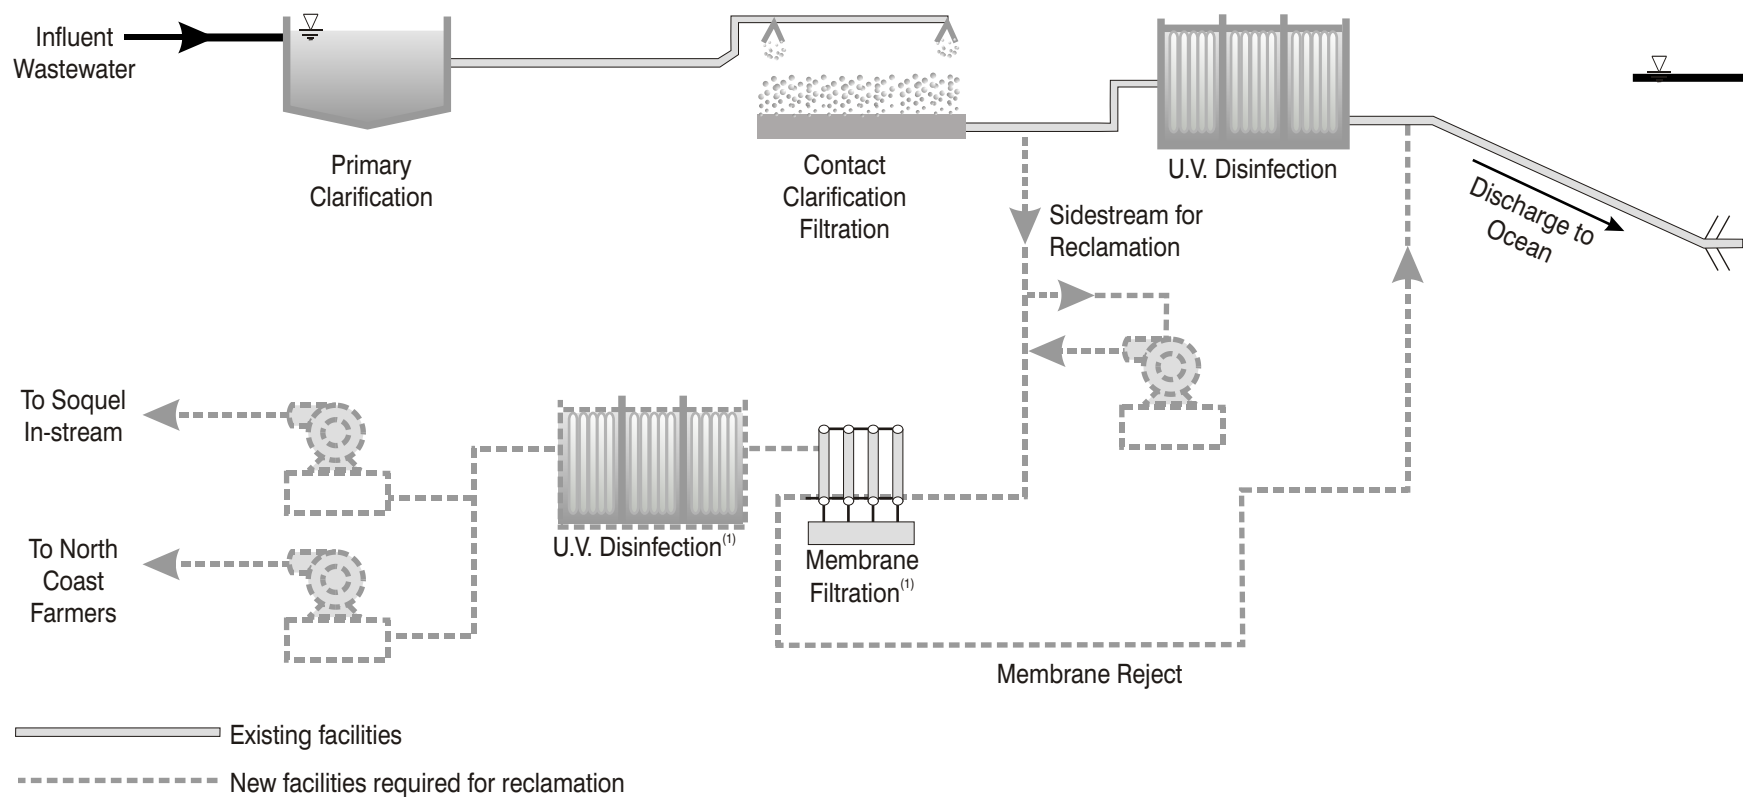 Influent
Wastewater
Primary
Clarification
Contact
Clarification
Filtration
U.V. Disinfection
Discharge to
Ocean
Sidestream for
Reclamation
To Soquel
In-stream
U.V. Disinfection(1)
Membrane
Filtration(1)
To North
Coast
Farmers
Membrane Reject
Existing facilities
New facilities required for reclamation